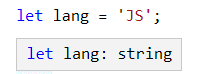 let lang = 'JS';
let lang: string